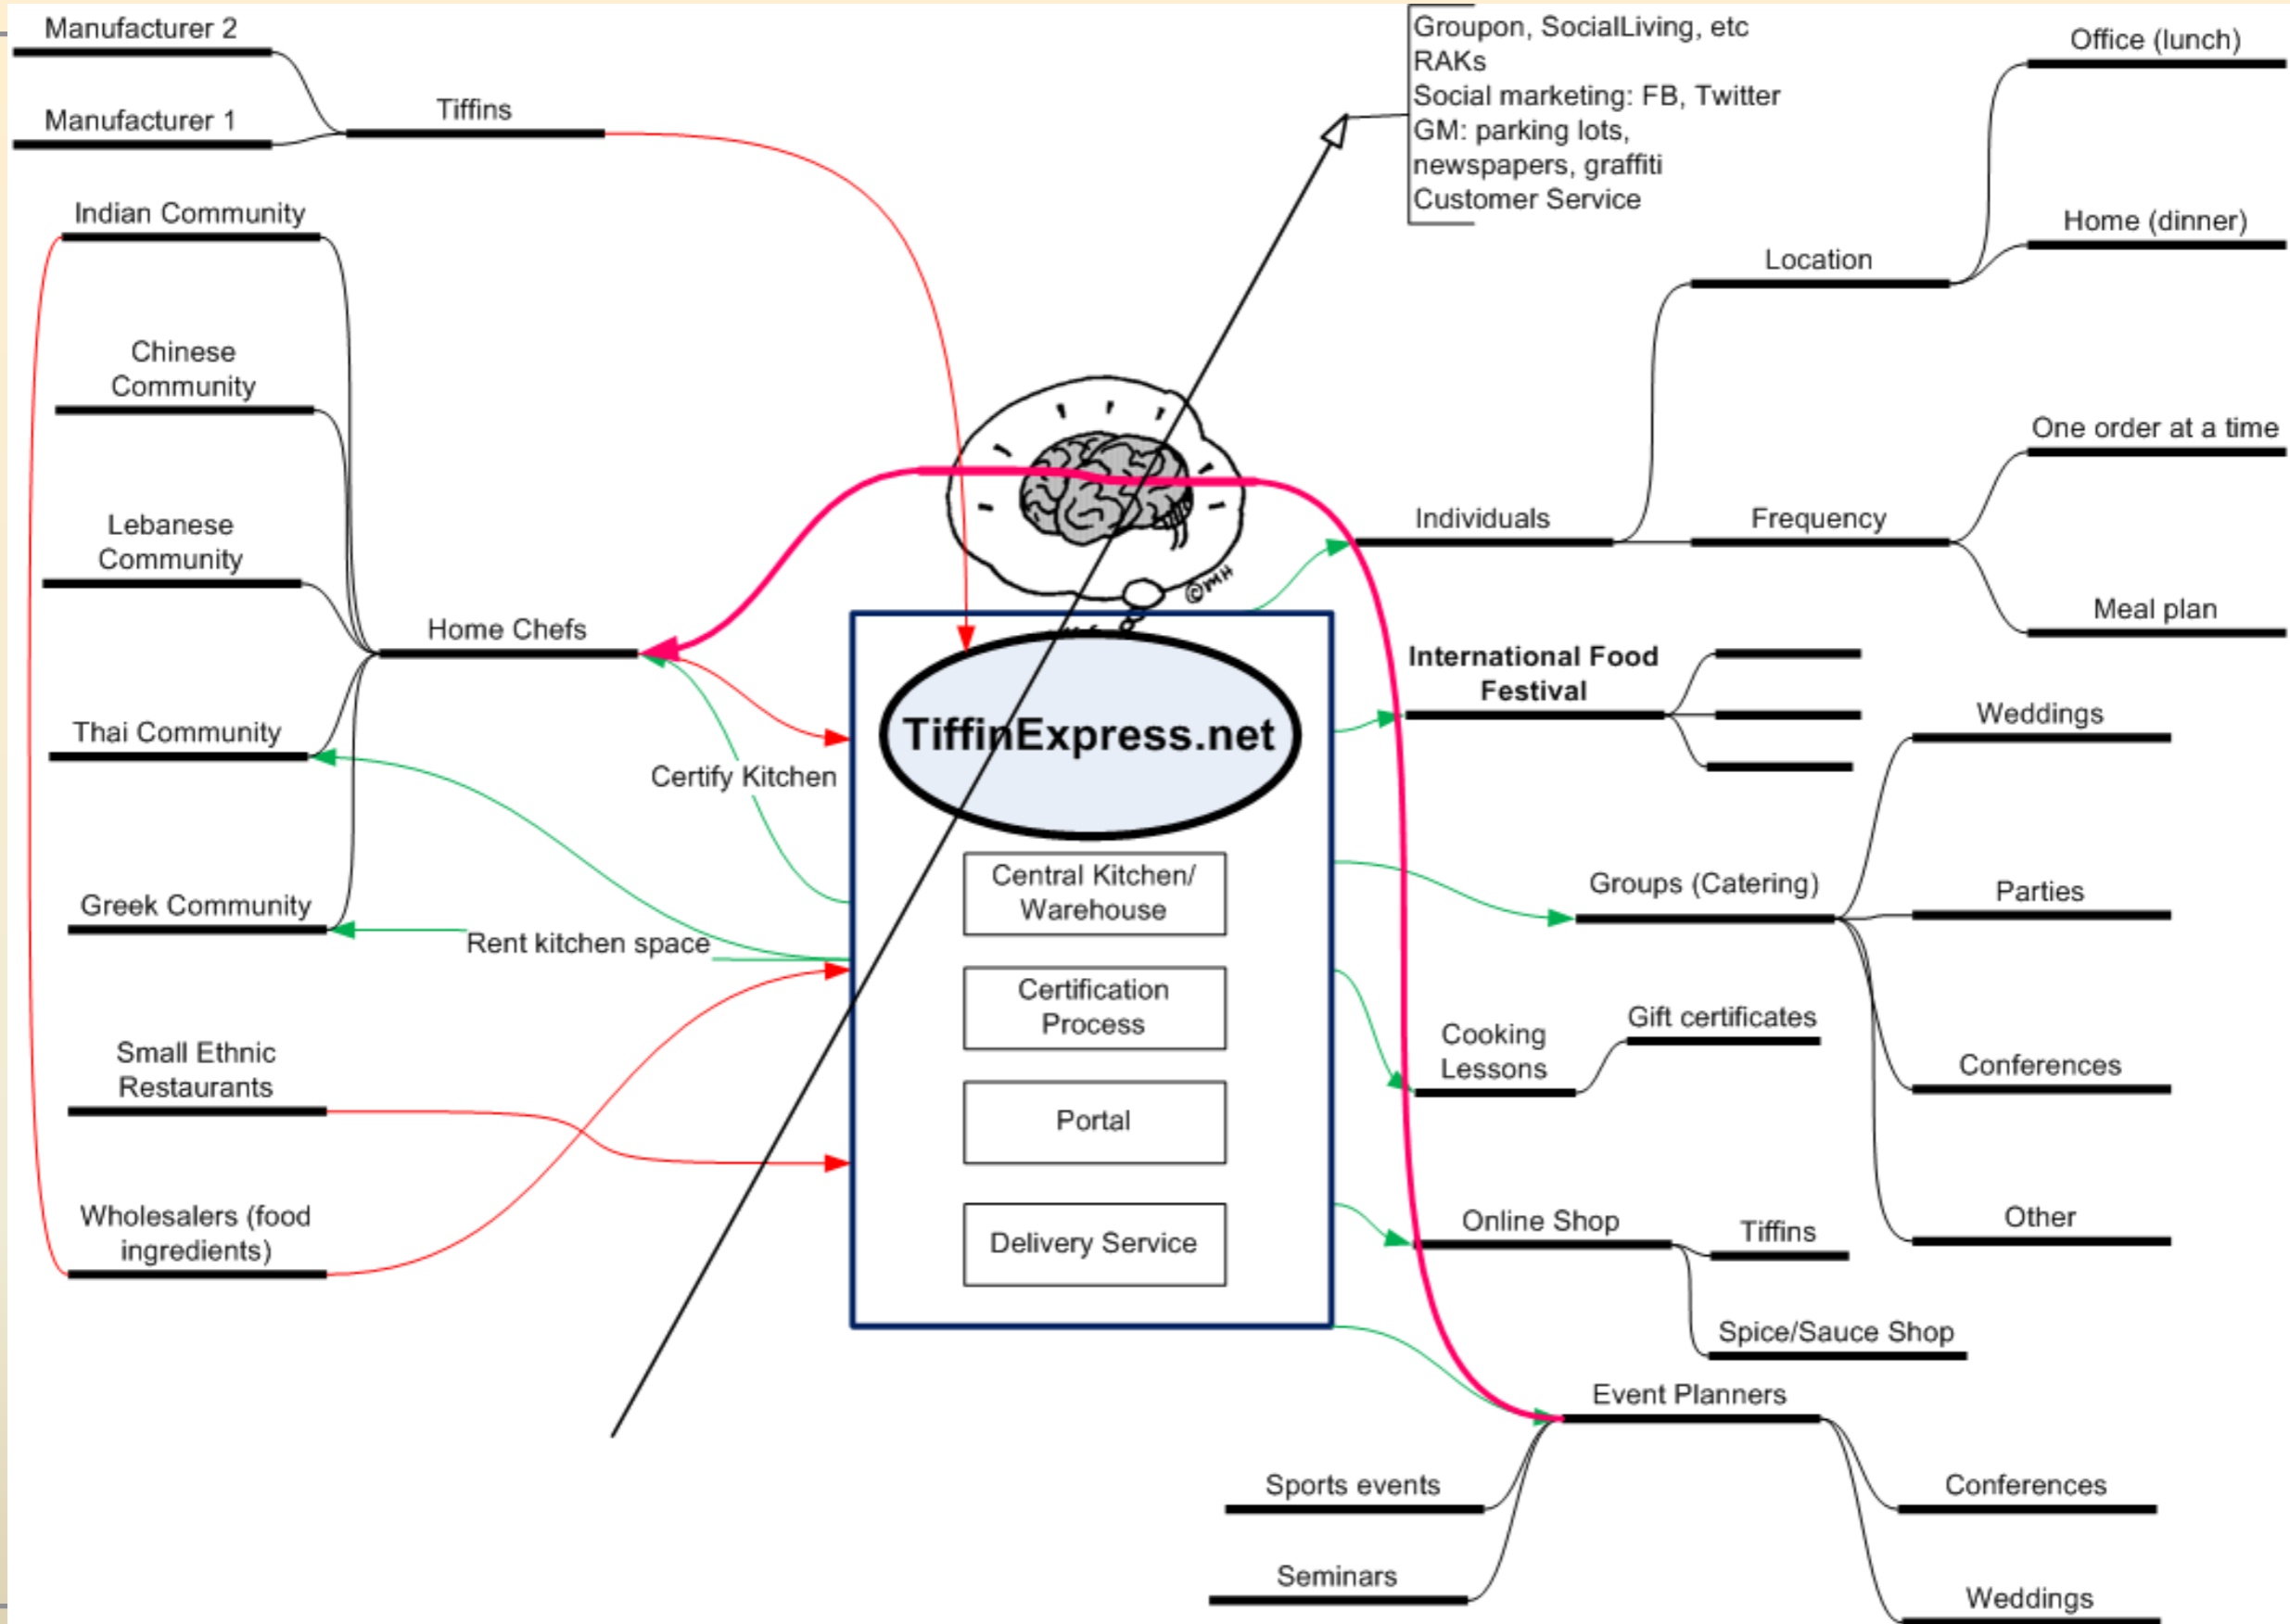 Manufacturer 2
Manufacturer 1
Tiffins
Indian Community
Chinese
Community
Lebanese
Community
Home Chefs
Thai Community
Greek Community
Small Ethnic
Restaurants
Wholesalers (food
ingredients)
Certify Kitchen
Rent kitchen space
©MH
TiffinExpress.net
Central Kitchen/
Warehouse
Certification
Process
Portal
Delivery Service
Groupon, SocialLiving, etc
RAKs
Social marketing: FB, Twitter
GM: parking lots,
newspapers, graffiti
Customer Service
Office (lunch)
Home (dinner)
Location
One order at a time
Individuals
Frequency
Meal plan
International Food
Festival
Weddings
Groups (Catering)
Parties
Conferences
Other
Cooking
Lessons
Gift certificates
Online Shop
Tiffins
Spice/Sauce Shop
Event Planners
Sports events
Seminars
Conferences
Weddings